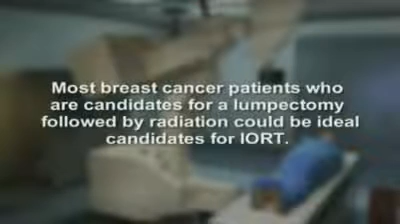 Most breast cancer patients who
are candidates for a lumpectomy
followed by radiation could be ideal
candidates for IORT.